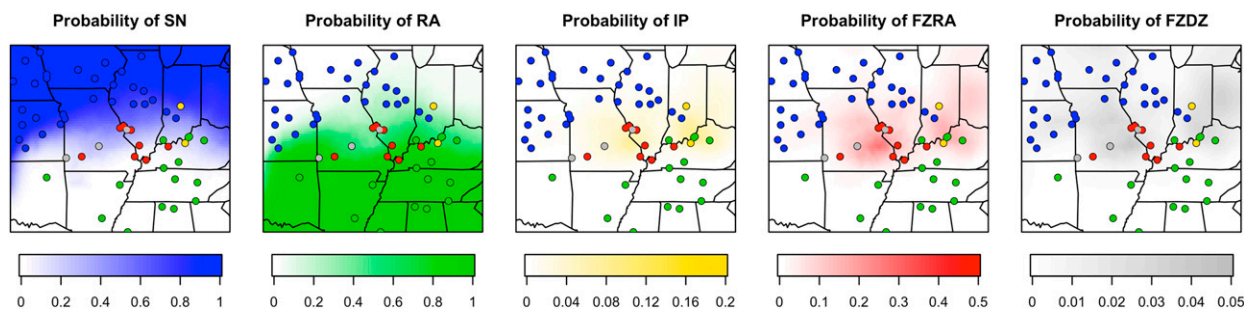 Probability of SN
Probability of RA
Probability of IP
Probability of FZRA
Probability of FZDZ
0 0.2 0.4 0.6 0.8 1
0 0.2 0.4 0.6 0.8 1
0 0.04 0.08 0.12 0.16 0.2
0 0.1 0.2 0.3 0.4 0.5
0 0.01 0.02 0.03 0.04 0.05